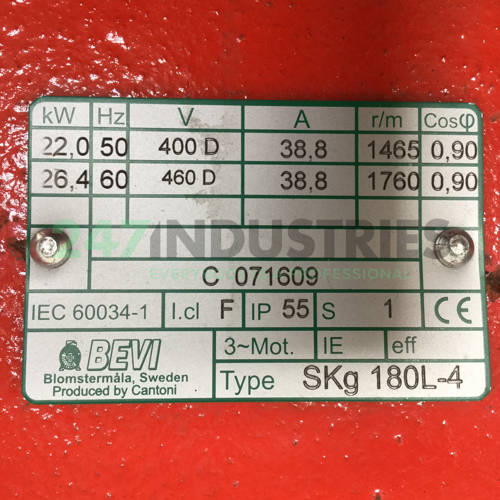 kW Hz V A r/m Cosφ
22,0 50 400 D 38,8 1465 0,90
26,4 60 460 D 38,8 1760 0,90
247INDUSTRIES
C 071609
IEC 60034-1 I.cl F IP 55 S 1 CE
BEVI 3~Mot. IE eff
Blomstermåla, Sweden
Produced by Cantoni
Type SKg 180L-4